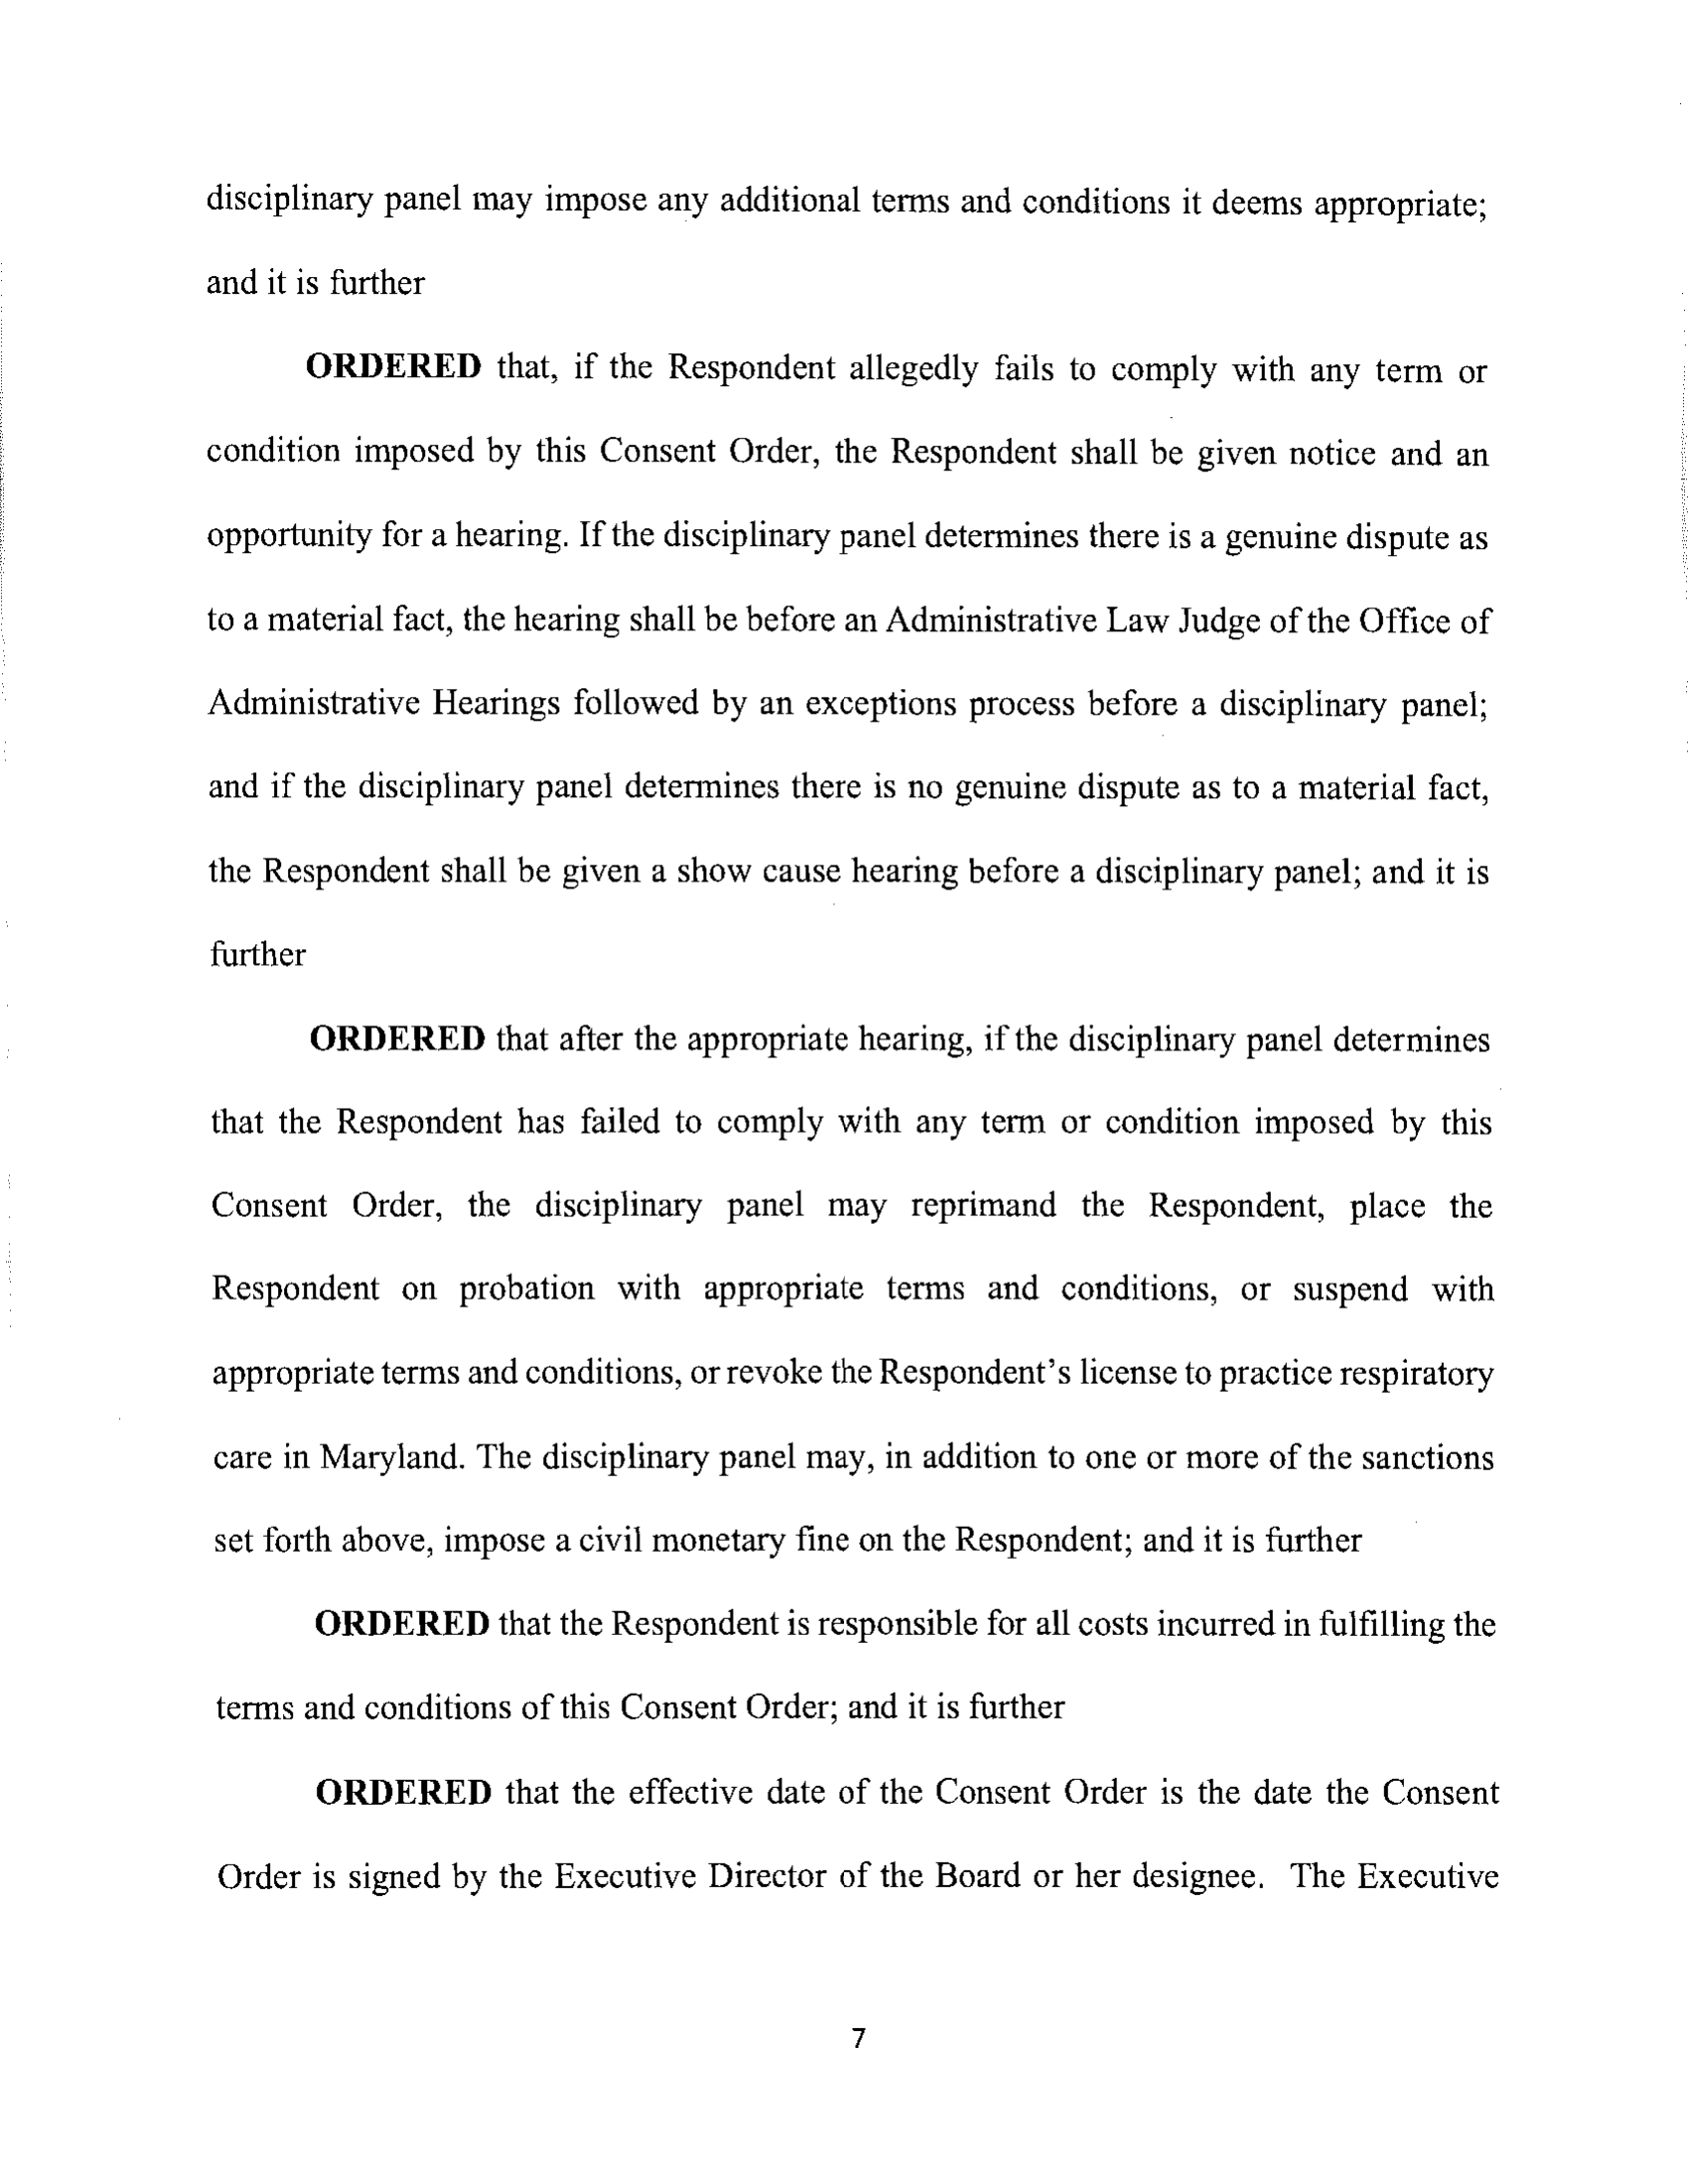 disciplinary panel may impose any additional terms and conditions it deems appropriate;
and it is further
ORDERED that, if the Respondent allegedly fails to comply with any term or
condition imposed by this Consent Order, the Respondent shall be given notice and an
opportunity for a hearing. If the disciplinary panel determines there is a genuine dispute as
to a material fact, the hearing shall be before an Administrative Law Judge of the Office of
Administrative Hearings followed by an exceptions process before a disciplinary panel;
and if the disciplinary panel determines there is no genuine dispute as to a material fact,
the Respondent shall be given a show cause hearing before a disciplinary panel; and it is
further
ORDERED that after the appropriate hearing, if the disciplinary panel determines
that the Respondent has failed to comply with any term or condition imposed by this
Consent Order, the disciplinary panel may reprimand the Respondent, place the
Respondent on probation with appropriate terms and conditions, or suspend with
appropriate terms and conditions, or revoke the Respondent's license to practice respiratory
care in Maryland. The disciplinary panel may, in addition to one or more of the sanctions
set forth above, impose a civil monetary fine on the Respondent; and it is further
ORDERED that the Respondent is responsible for all costs incurred in fulfilling the
terms and conditions of this Consent Order; and it is further
ORDERED that the effective date of the Consent Order is the date the Consent
Order is signed by the Executive Director of the Board or her designee. The Executive
7